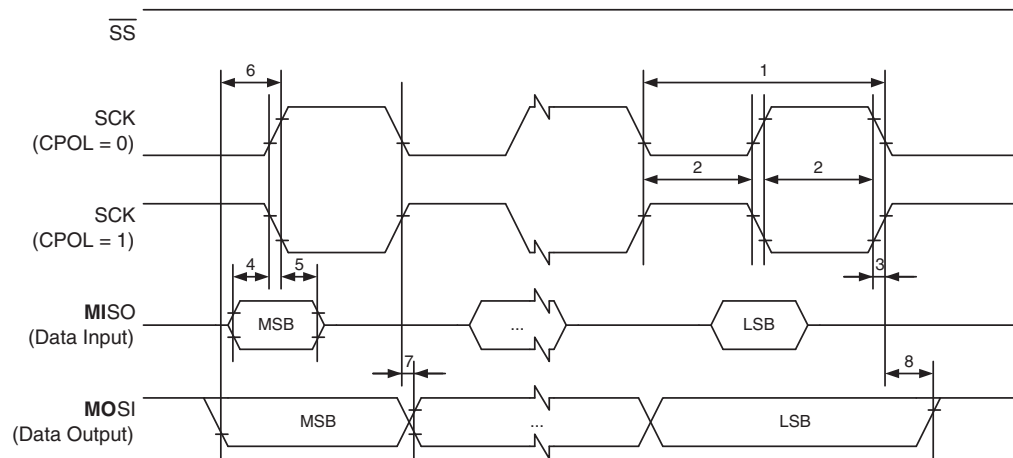 SS
6
1
SCK
(CPOL = 0)
2
2
SCK
(CPOL = 1)
4
5
3
MISO
(Data Input)
MSB
...
LSB
7
8
MOSI
(Data Output)
MSB
...
LSB